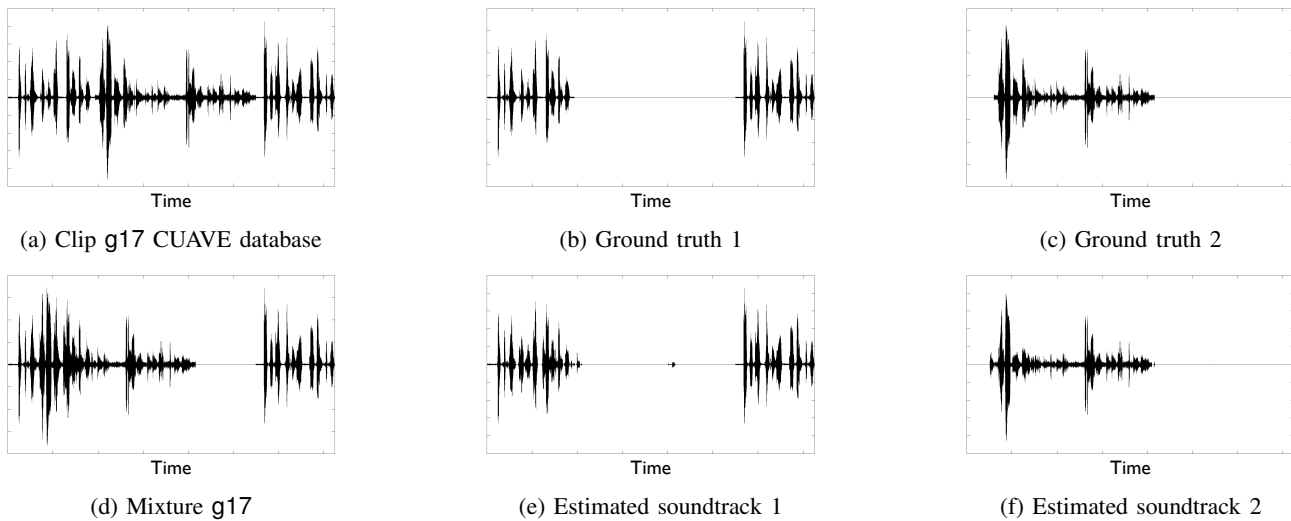 Time
Time
Time
(a) Clip g17 CUAVE database
(b) Ground truth 1
(c) Ground truth 2
Time
Time
Time
(d) Mixture g17
(e) Estimated soundtrack 1
(f) Estimated soundtrack 2